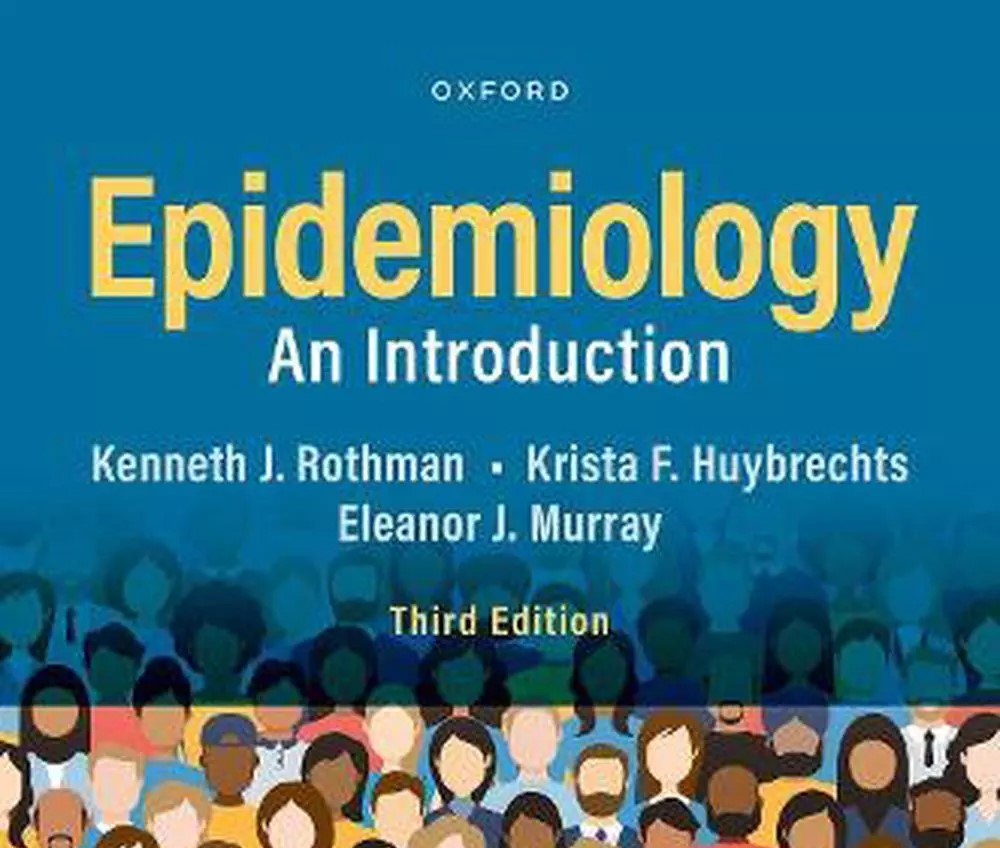 OXFORD
Epidemiology
An Introduction
Kenneth J. Rothman ▪ Krista F. Huybrechts
Eleanor J. Murray
Third Edition